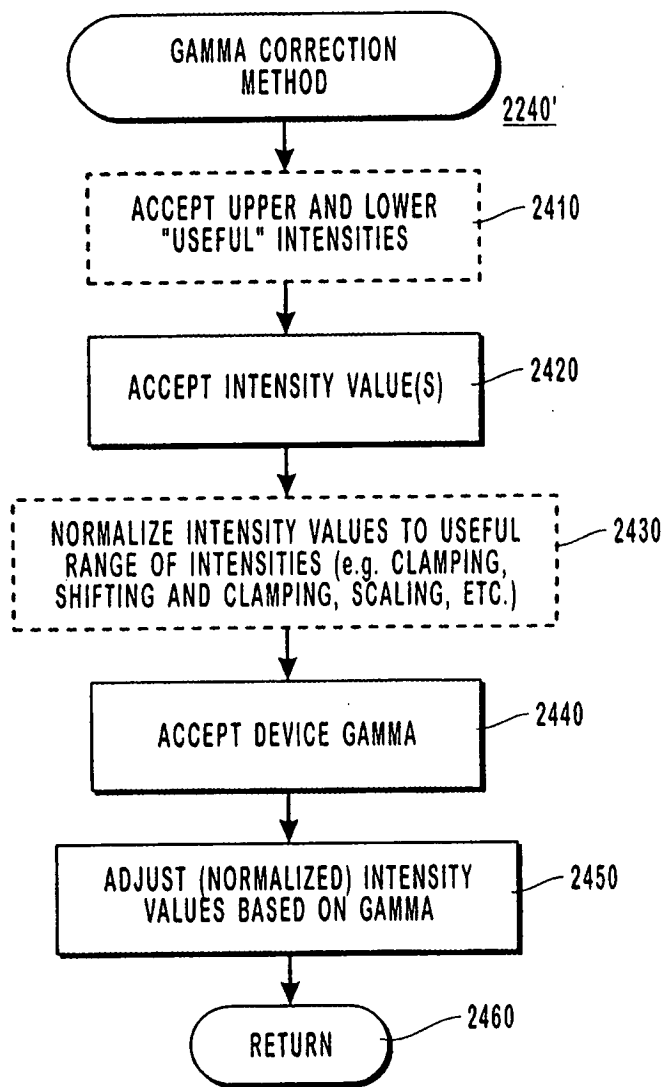 GAMMA CORRECTION
METHOD
2240'
ACCEPT UPPER AND LOWER
"USEFUL" INTENSITIES
2410
ACCEPT INTENSITY VALUE(S)
2420
NORMALIZE INTENSITY VALUES TO USEFUL
RANGE OF INTENSITIES (e.g. CLAMPING,
SHIFTING AND CLAMPING, SCALING, ETC.)
2430
ACCEPT DEVICE GAMMA
2440
ADJUST (NORMALIZED) INTENSITY
VALUES BASED ON GAMMA
2450
RETURN
2460